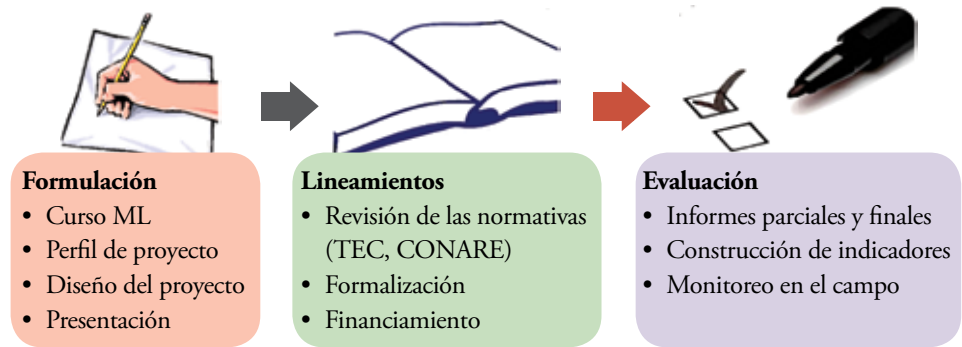 Formulación
• Curso ML
• Perfil de proyecto
• Diseño del proyecto
• Presentación
Lineamientos
• Revisión de las normativas
(TEC, CONARE)
• Formalización
• Financiamiento
Evaluación
• Informes parciales y finales
• Construcción de indicadores
• Monitoreo en el campo